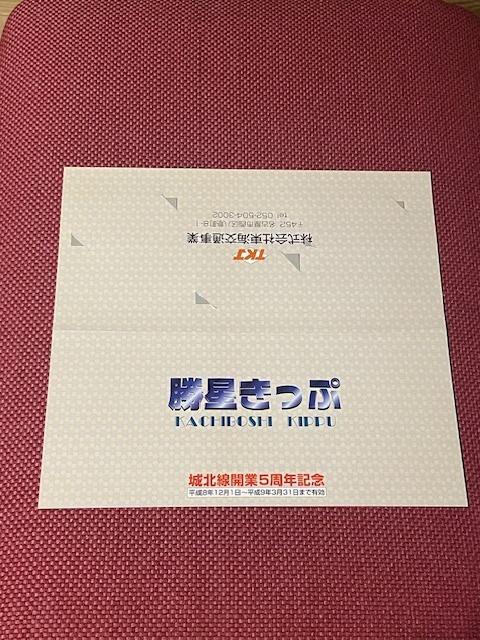 勝星きっぷ
KACHIBOSHI KIPPU
城北線開業5周年記念
平成8年12月1日~平成9年3月31日まで有効
TKJ
株式会社東海交通事業
〒452 名古屋市西区八筋町8-1
tel 052-504-3002